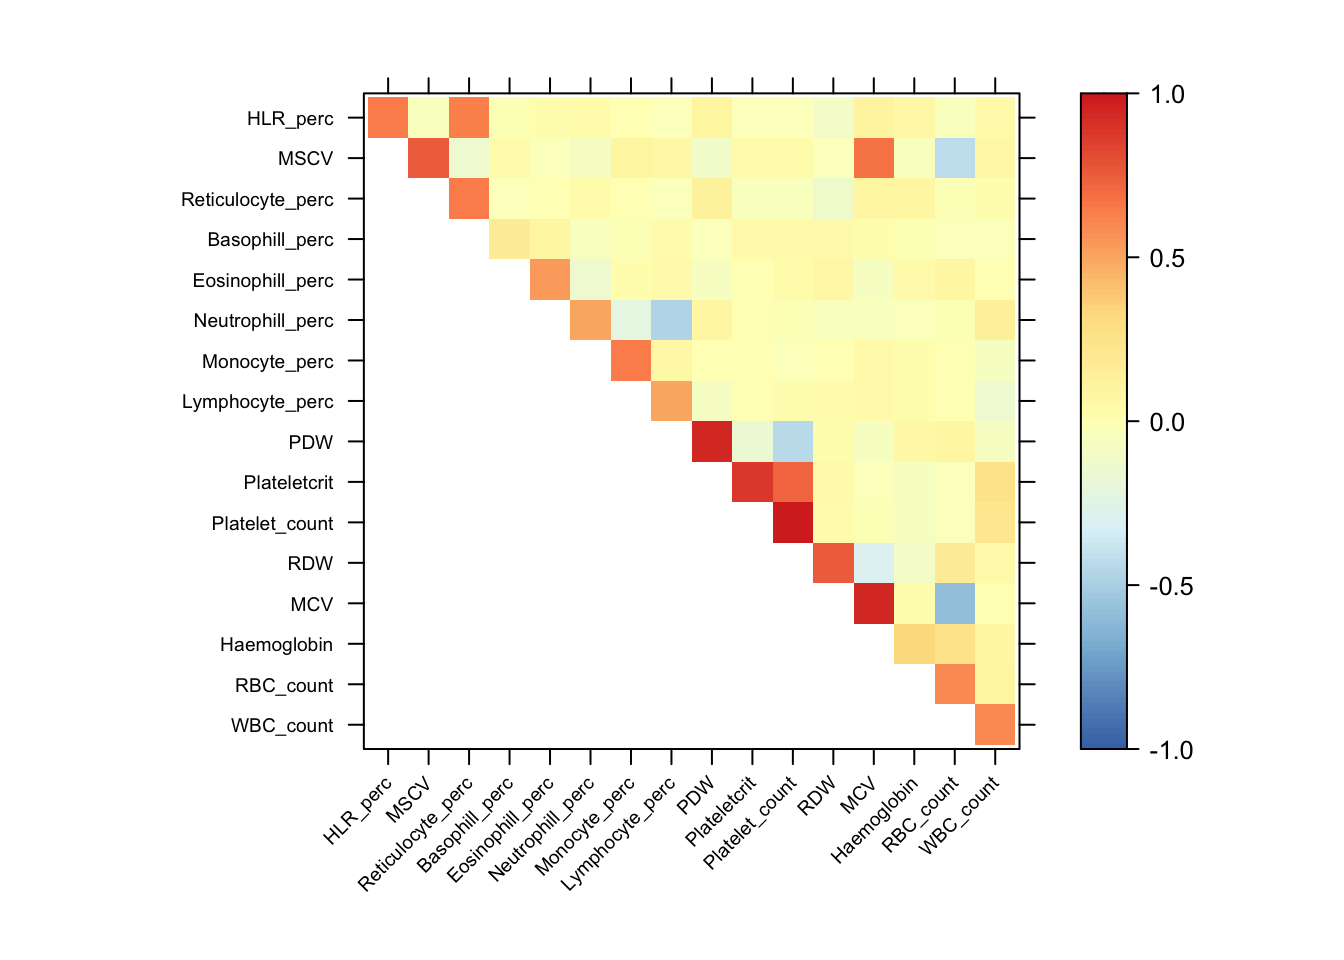 HLR_perc
MSCV
Reticulocyte_perc
Basophill_perc
Eosinophill_perc
Neutrophill_perc
Monocyte_perc
Lymphocyte_perc
PDW
Plateletcrit
Platelet_count
RDW
MCV
Haemoglobin
RBC_count
WBC_count
HLR_perc
MSCV
Reticulocyte_perc
Basophill_perc
Eosinophill_perc
Neutrophill_perc
Monocyte_perc
Lymphocyte_perc
PDW
Plateletcrit
Platelet_count
RDW
MCV
Haemoglobin
RBC_count
WBC_count
1.0
0.5
0.0
-0.5
-1.0